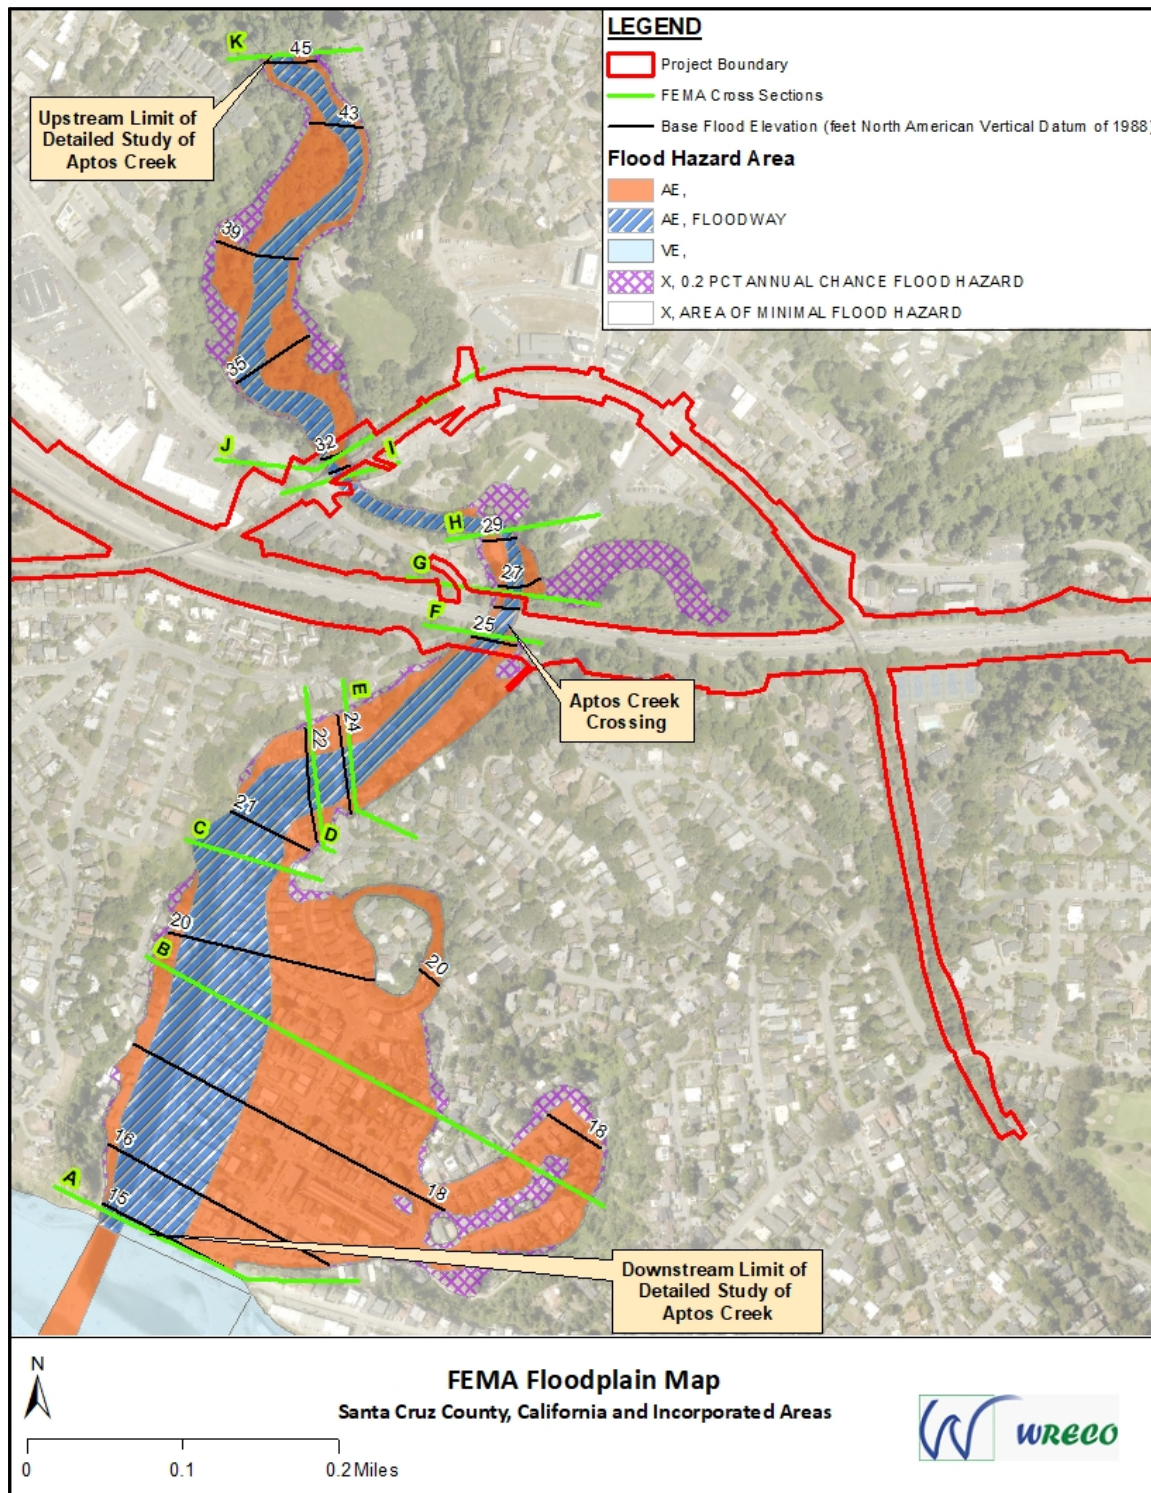 LEGEND
Project Boundary
FEMA Cross Sections
Base Flood Elevation (feet North American Vertical Datum of 1988)
Flood Hazard Area
AE,
AE, FLOODWAY
VE,
X, 0.2 PCT ANNUAL CHANCE FLOOD HAZARD
X, AREA OF MINIMAL FLOOD HAZARD
K
45
Upstream Limit of
Detailed Study of
Aptos Creek
43
39
35
J
32
I
H
29
G
27
F
25
Aptos Creek
Crossing
E
24
22
21
C
D
20
B
20
18
16
A
15
18
Downstream Limit of
Detailed Study of
Aptos Creek
N
0
0.1
0.2 Miles
FEMA Floodplain Map
Santa Cruz County, California and Incorporated Areas
WRECO